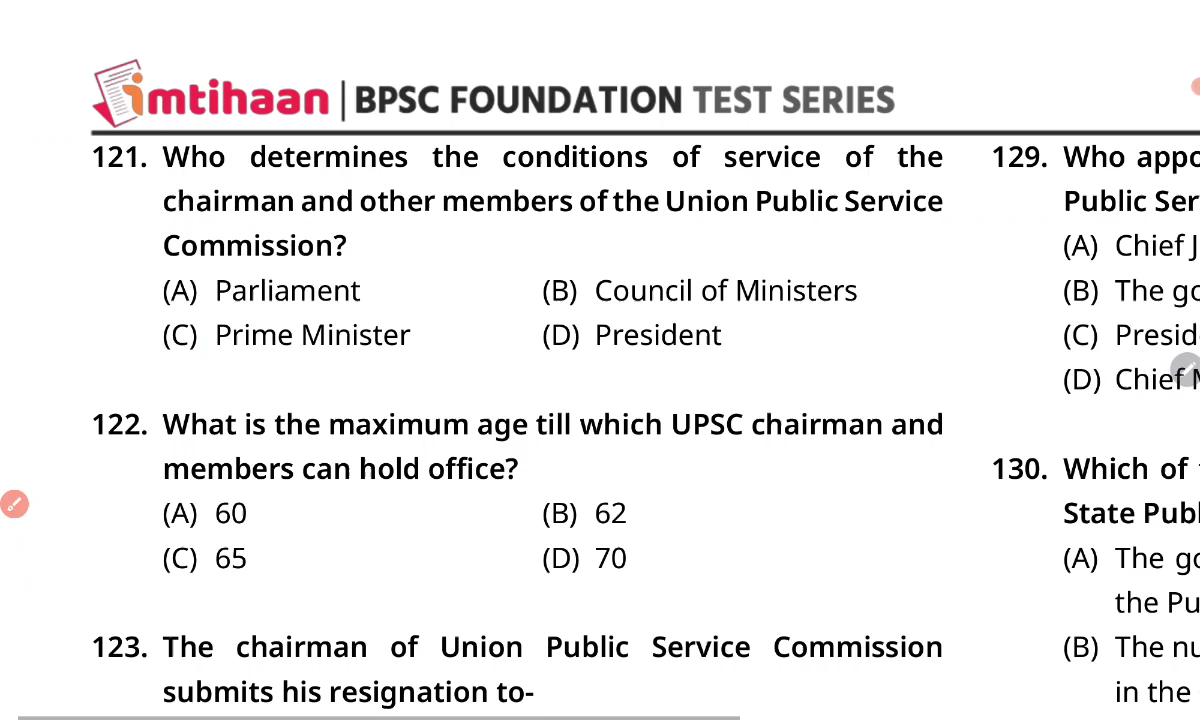 imtihaan | BPSC FOUNDATION TEST SERIES
121. Who determines the conditions of service of the
chairman and other members of the Union Public Service
Commission?
(A) Parliament (B) Council of Ministers
(C) Prime Minister (D) President
122. What is the maximum age till which UPSC chairman and
members can hold office?
(A) 60 (B) 62
(C) 65 (D) 70
123. The chairman of Union Public Service Commission
submits his resignation to-
129. Who
Public
(A) Chief
(B) The
(C)
(D) Chief
130. Which of
State
(A) The
the
(B) The
in the